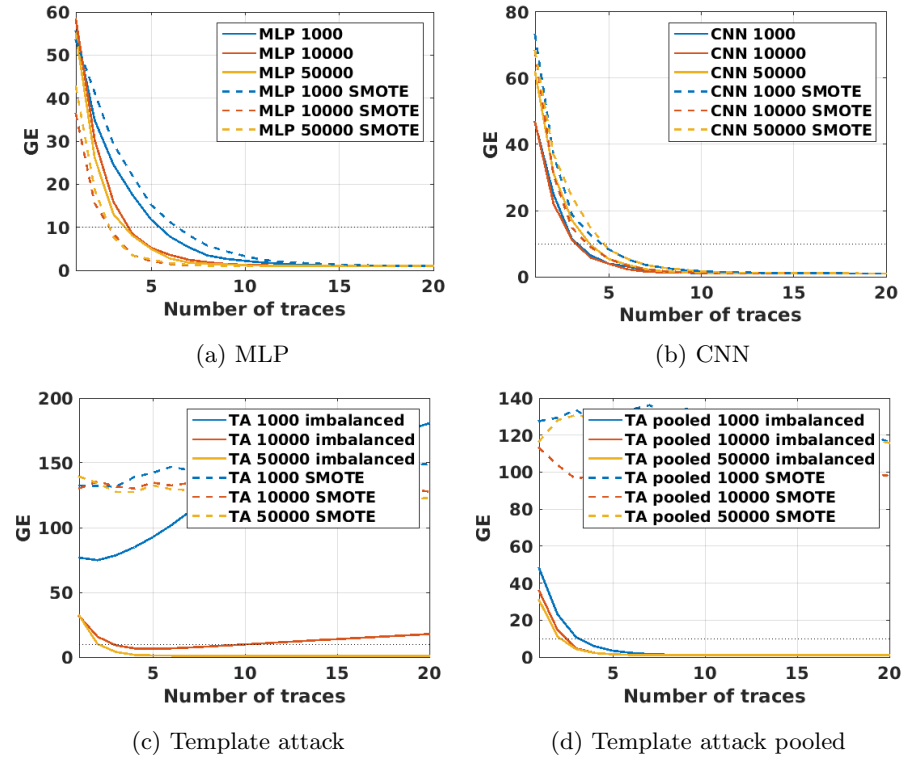 60
50
40
30
20
10
0
GE
5
10
15
20
Number of traces
MLP 1000
MLP 10000
MLP 50000
MLP 1000 SMOTE
MLP 10000 SMOTE
MLP 50000 SMOTE
(a) MLP
80
60
40
20
0
GE
5
10
15
20
Number of traces
CNN 1000
CNN 10000
CNN 50000
CNN 1000 SMOTE
CNN 10000 SMOTE
CNN 50000 SMOTE
(b) CNN
200
150
100
50
0
GE
5
10
15
20
Number of traces
TA 1000 imbalanced
TA 10000 imbalanced
TA 50000 imbalanced
TA 1000 SMOTE
TA 10000 SMOTE
TA 50000 SMOTE
(c) Template attack
140
120
100
80
60
40
20
0
GE
5
10
15
20
Number of traces
TA pooled 1000 imbalanced
TA pooled 10000 imbalanced
TA pooled 50000 imbalanced
TA pooled 1000 SMOTE
TA pooled 10000 SMOTE
TA pooled 50000 SMOTE
(d) Template attack pooled